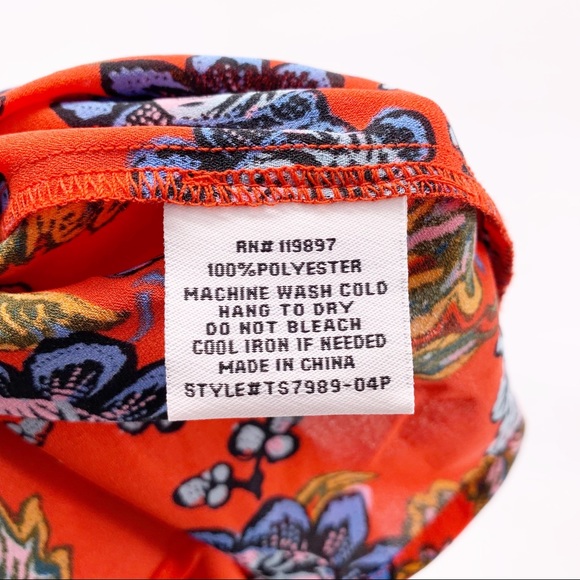 RN# 119897
100%POLYESTER
MACHINE WASH COLD
HANG TO DRY
DO NOT BLEACH
COOL IRON IF NEEDED
MADE IN CHINA
STYLE#TS7989-04P